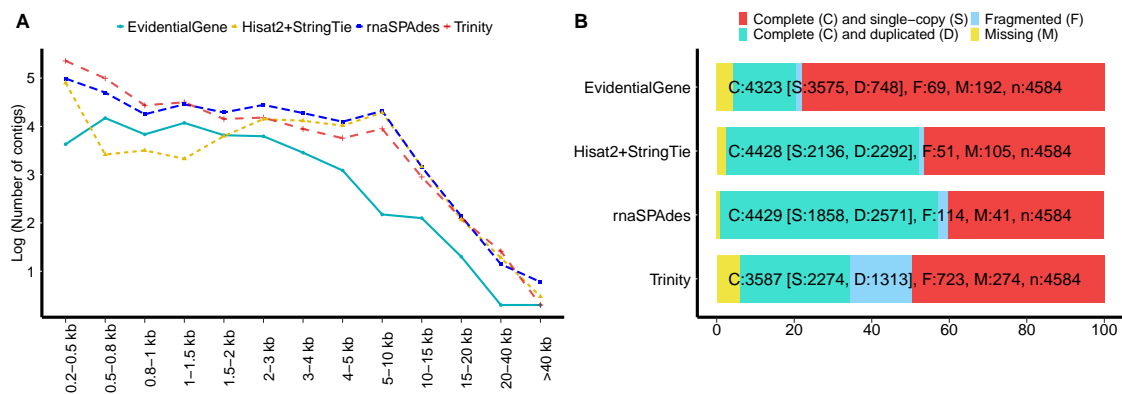 A
EvidentialGene Hisat2+StringTie rnaSPAdes Trinity
Log (Number of contigs)
5
4
3
2
1
0.2−0.5 kb
0.5−0.8 kb
0.8−1 kb
1−1.5 kb
1.5−2 kb
2−3 kb
3−4 kb
4−5 kb
5−10 kb
10−15 kb
15−20 kb
20−40 kb
>40 kb
B
Complete (C) and single−copy (S) Fragmented (F)
Complete (C) and duplicated (D) Missing (M)
EvidentialGene C:4323 [S:3575, D:748], F:69, M:192, n:4584
Hisat2+StringTie C:4428 [S:2136, D:2292], F:51, M:105, n:4584
rnaSPAdes C:4429 [S:1858, D:2571], F:114, M:41, n:4584
Trinity C:3587 [S:2274, D:1313], F:723, M:274, n:4584
0 20 40 60 80 100